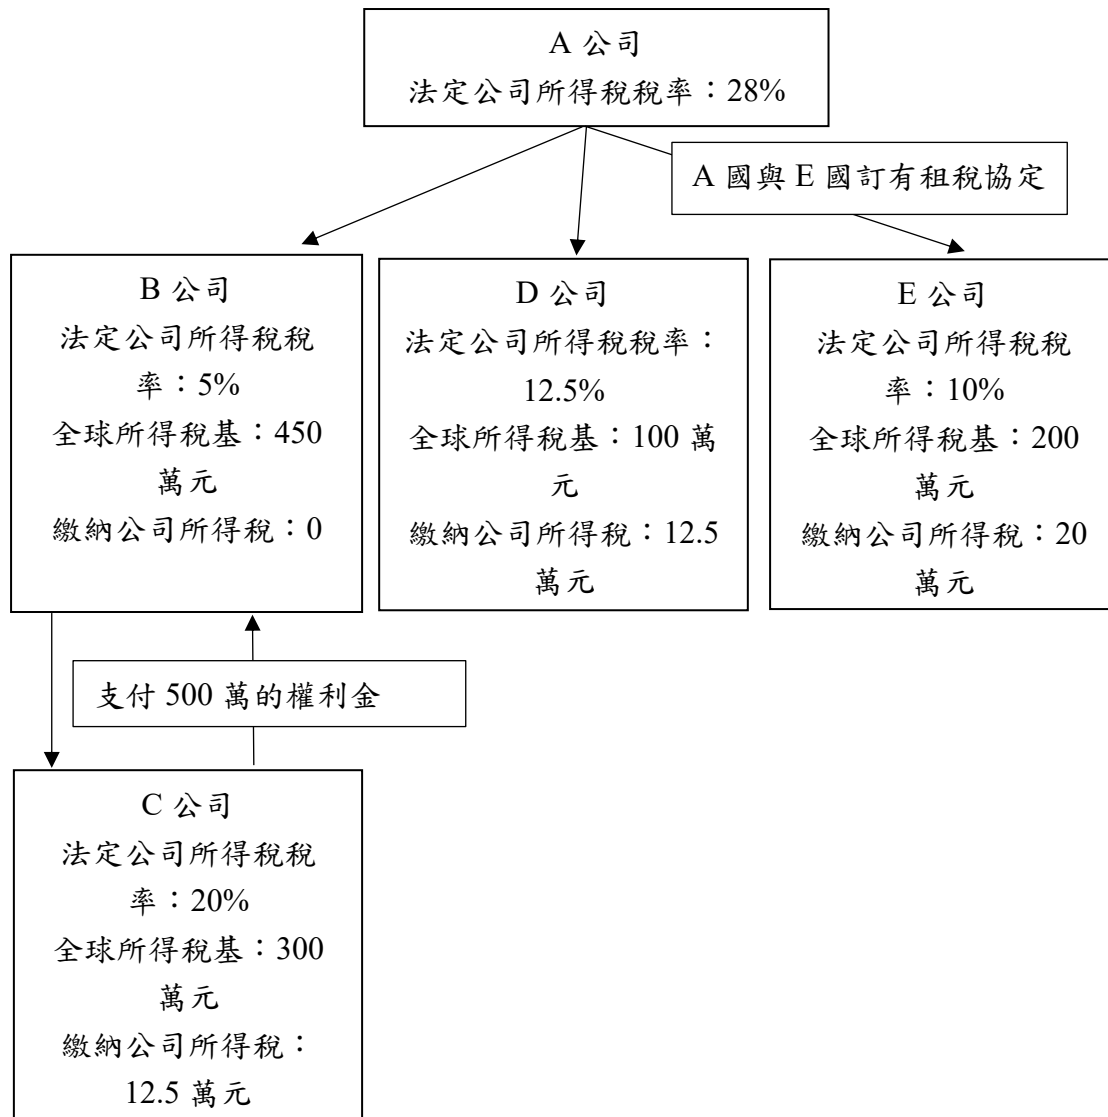 A 公司
法定公司所得稅稅率：28%
A 國與 E 國訂有租稅協定
B 公司
法定公司所得稅稅
率：5%
全球所得稅基：450
萬元
繳納公司所得稅：0
D 公司
法定公司所得稅稅率：
12.5%
全球所得稅基：100 萬
元
繳納公司所得稅：12.5
萬元
E 公司
法定公司所得稅稅
率：10%
全球所得稅基：200
萬元
繳納公司所得稅：20
萬元
支付 500 萬的權利金
C 公司
法定公司所得稅稅
率：20%
全球所得稅基：300
萬元
繳納公司所得稅：
12.5 萬元